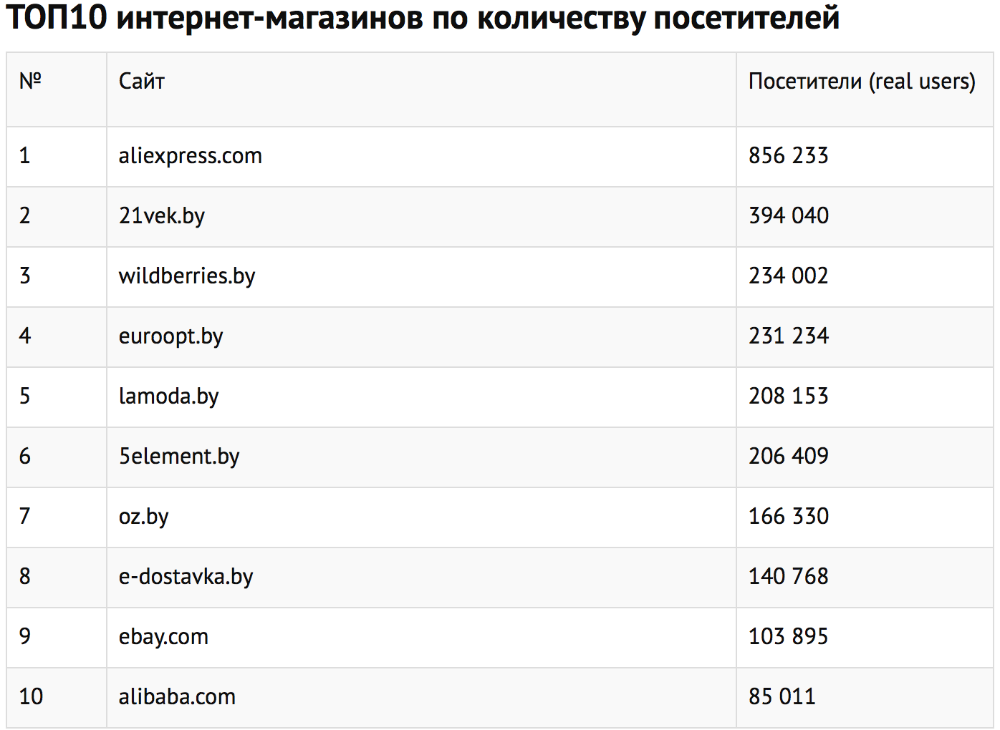 ТОП10 интернет-магазинов по количеству посетителей
№ Сайт Посетители (real users)
1 aliexpress.com 856 233
2 21vek.by 394 040
3 wildberries.by 234 002
4 euroopt.by 231 234
5 lamoda.by 208 153
6 5element.by 206 409
7 oz.by 166 330
8 e-dostavka.by 140 768
9 ebay.com 103 895
10 alibaba.com 85 011